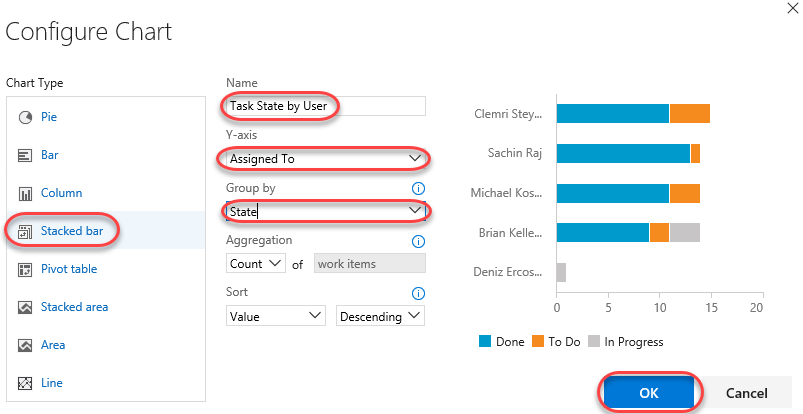 Configure Chart
Chart Type
Pie
Bar
Column
Stacked bar
Pivot table
Stacked area
Area
Line
Name
Task State by User
Y-axis
Assigned To
Group by
State
Aggregation
Count of work items
Sort
Value Descending
Clemri Stey...
Sachin Raj
Michael Kos...
Brian Kelle...
Deniz Ercos...
0 5 10 15 20
Done To Do In Progress
OK Cancel